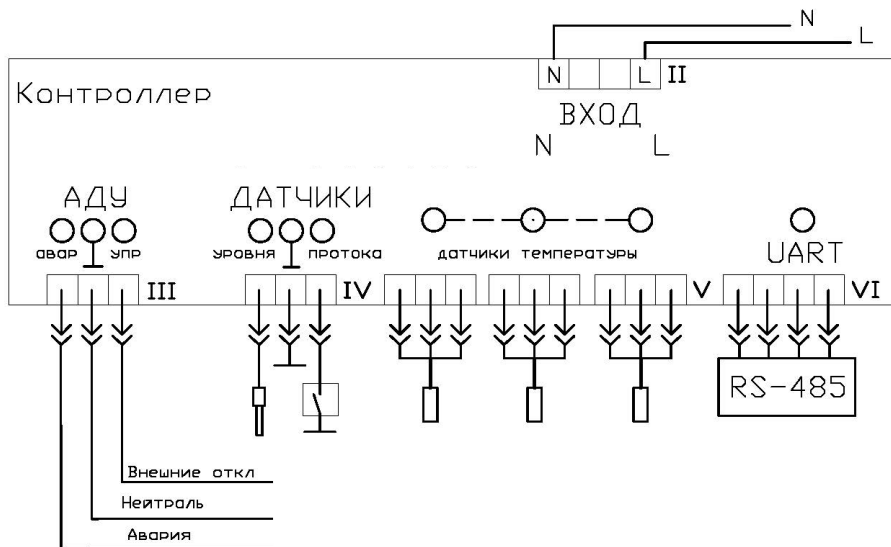 N
L
N L II
Контроллер
ВХОД
N L
АДУ ДАТЧИКИ
авар упр уровня протока датчики температуры UART
III IV V VI
RS-485
Внешние откл
Нейтраль
Авария